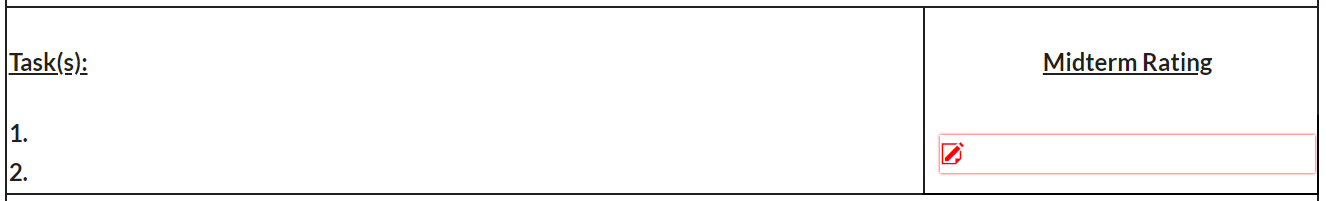 Task(s):
Midterm Rating
1.
2.